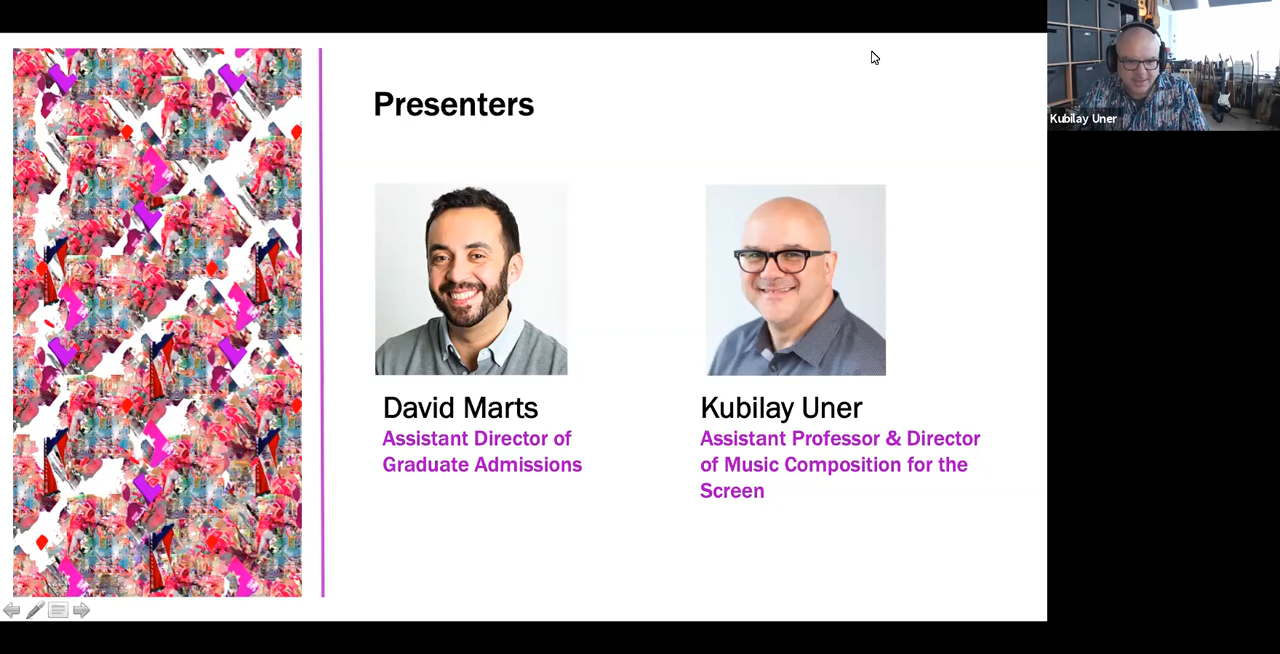 Presenters
Kubilay Uner
David Marts
Kubilay Uner
Assistant Director of
Graduate Admissions
Assistant Professor & Director
of Music Composition for the
Screen